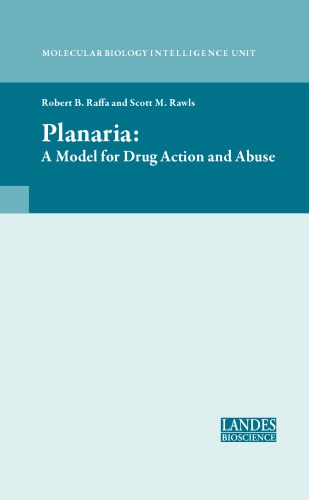 MOLECULAR BIOLOGY INTELLIGENCE UNIT
Robert B. Raffa and Scott M. Rawls
Planaria:
A Model for Drug Action and Abuse
LANDES
BIOSCIENCE